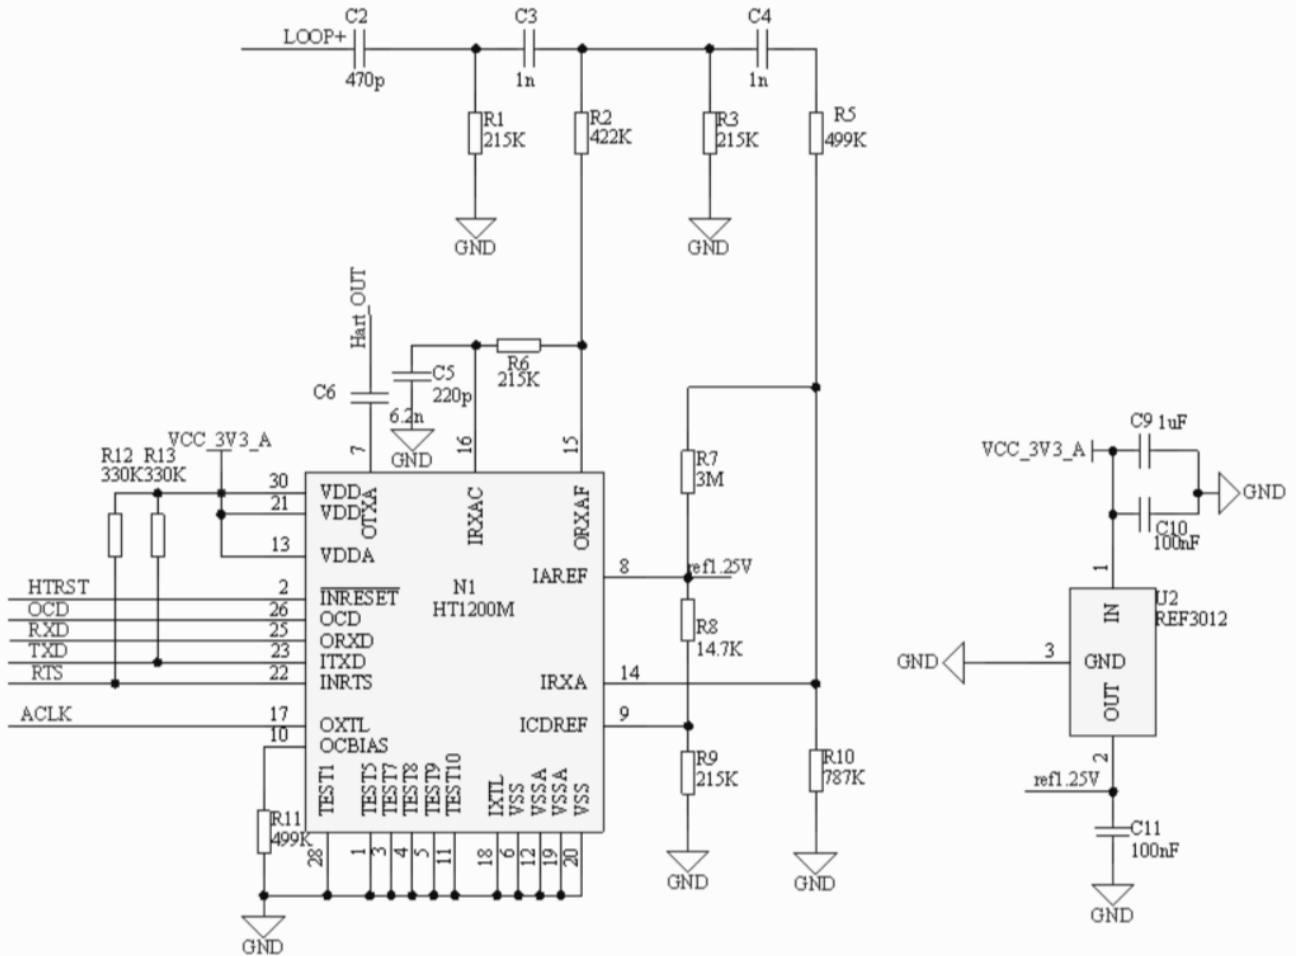 C2
C3
C4
LOOP+
470p
1n
1n
R1
215K
R2
422K
R3
215K
R5
499K
GND
GND
Hart_OUT
C6
6.2n
C5
220p
GND
R6
215K
7
16
15
VCC_3V3_A
R12
330K
R13
330K
30
21
13
2
26
25
23
22
17
10
HTRST
OCD
RXD
TXD
RTS
ACLK
VDD
VDD
VDDA
INRESET
OCD
ORXD
ITXD
INRTS
OXTL
OCBIAS
OTXA
IRXAC
ORXAF
N1
HT1200M
IAREF
IRXA
ICDREF
8
14
9
ref1.25V
R7
3M
R8
14.7K
R9
215K
GND
R10
787K
GND
TEST1
TEST5
TEST7
TEST8
TEST9
TEST10
IXTL
VSS
VSSA
VSSA
VSS
28
1
3
4
5
11
18
6
12
19
20
R11
499K
GND
VCC_3V3_A
C9 1uF
GND
C10
100nF
1
U2
REF3012
IN
GND
3
GND
OUT
2
ref1.25V
C11
100nF
GND